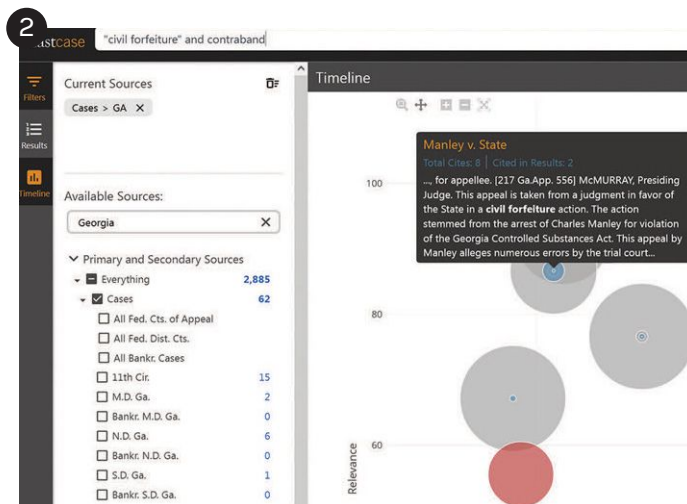 2
stcase
"civil forfeiture" and contraband
Filters
Results
Timeline
Current Sources
Cases > GA X
Available Sources:
Georgia X
Primary and Secondary Sources
Everything 2,885
Cases 62
All Fed. Cts. of Appeal
All Fed. Dist. Cts.
All Bankr. Cases
11th Cir. 15
M.D. Ga. 2
Bankr. M.D. Ga. 0
N.D. Ga. 6
Bankr. N.D. Ga. 0
S.D. Ga. 1
Bankr. S.D. Ga. 0
Timeline
Manley v. State
Total Cites: 8 | Cited in Results: 2
..., for appellee. [217 Ga.App. 556] McMURRAY, Presiding
Judge. This appeal is taken from a judgment in favor of
the State in a civil forfeiture action. The action
stemmed from the arrest of Charles Manley for violation
of the Georgia Controlled Substances Act. This appeal by
Manley alleges numerous errors by the trial court...
100
80
60
Relevance